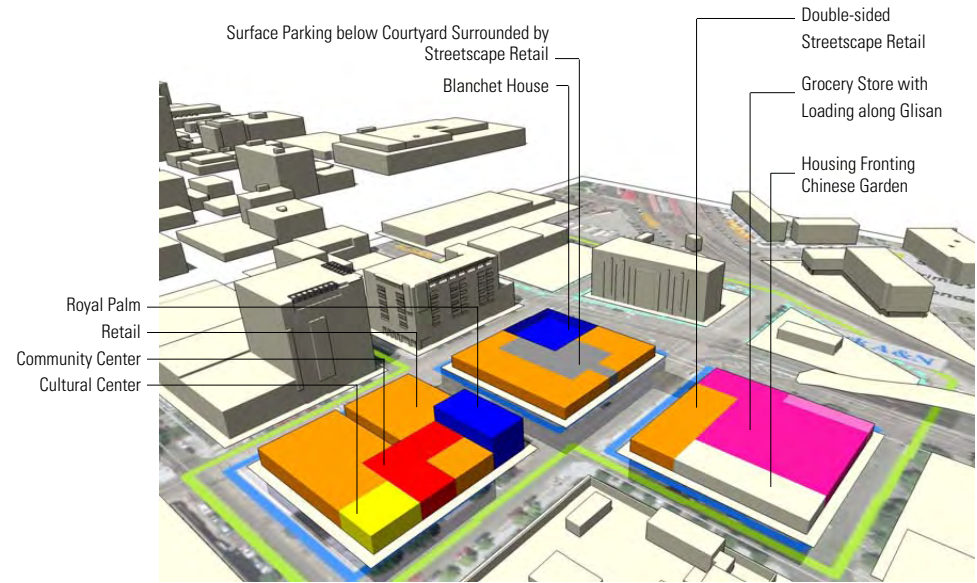 Surface Parking below Courtyard Surrounded by
Streetscape Retail
Blanchet House
Double-sided
Streetscape Retail
Grocery Store with
Loading along Glisan
Housing Fronting
Chinese Garden
Royal Palm
Retail
Community Center
Cultural Center